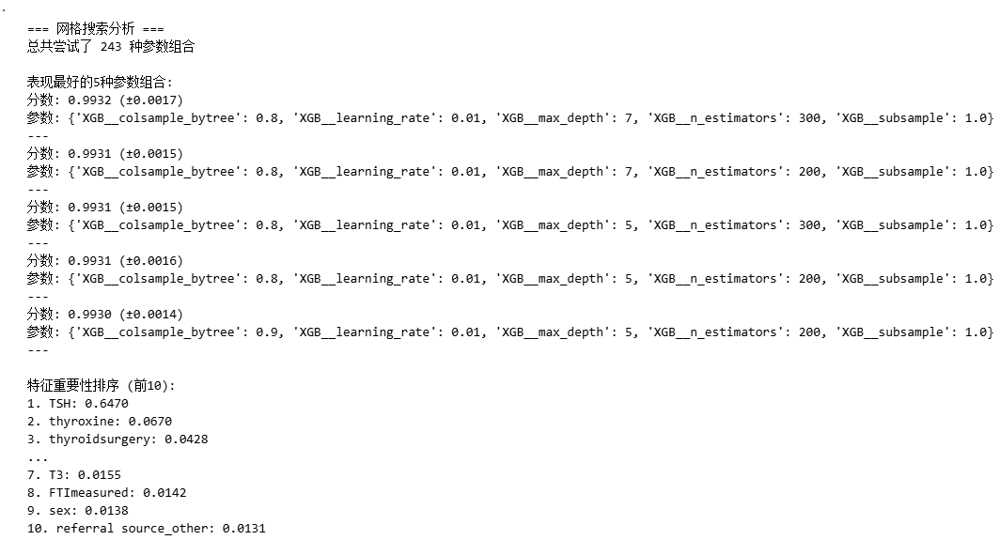 === 网格搜索分析 ===
总共尝试了 243 种参数组合
表现最好的5种参数组合:
分数: 0.9932 (±0.0017)
参数: {'XGB__colsample_bytree': 0.8, 'XGB__learning_rate': 0.01, 'XGB__max_depth': 7, 'XGB__n_estimators': 300, 'XGB__subsample': 1.0}
---
分数: 0.9931 (±0.0015)
参数: {'XGB__colsample_bytree': 0.8, 'XGB__learning_rate': 0.01, 'XGB__max_depth': 7, 'XGB__n_estimators': 200, 'XGB__subsample': 1.0}
---
分数: 0.9931 (±0.0015)
参数: {'XGB__colsample_bytree': 0.8, 'XGB__learning_rate': 0.01, 'XGB__max_depth': 5, 'XGB__n_estimators': 300, 'XGB__subsample': 1.0}
---
分数: 0.9931 (±0.0016)
参数: {'XGB__colsample_bytree': 0.8, 'XGB__learning_rate': 0.01, 'XGB__max_depth': 5, 'XGB__n_estimators': 200, 'XGB__subsample': 1.0}
---
分数: 0.9930 (±0.0014)
参数: {'XGB__colsample_bytree': 0.9, 'XGB__learning_rate': 0.01, 'XGB__max_depth': 5, 'XGB__n_estimators': 200, 'XGB__subsample': 1.0}
---
特征重要性排序 (前10):
1. TSH: 0.6470
2. thyroxine: 0.0670
3. thyroidsurgery: 0.0428
...
7. T3: 0.0155
8. FTImeasured: 0.0142
9. sex: 0.0138
10. referral source_other: 0.0131